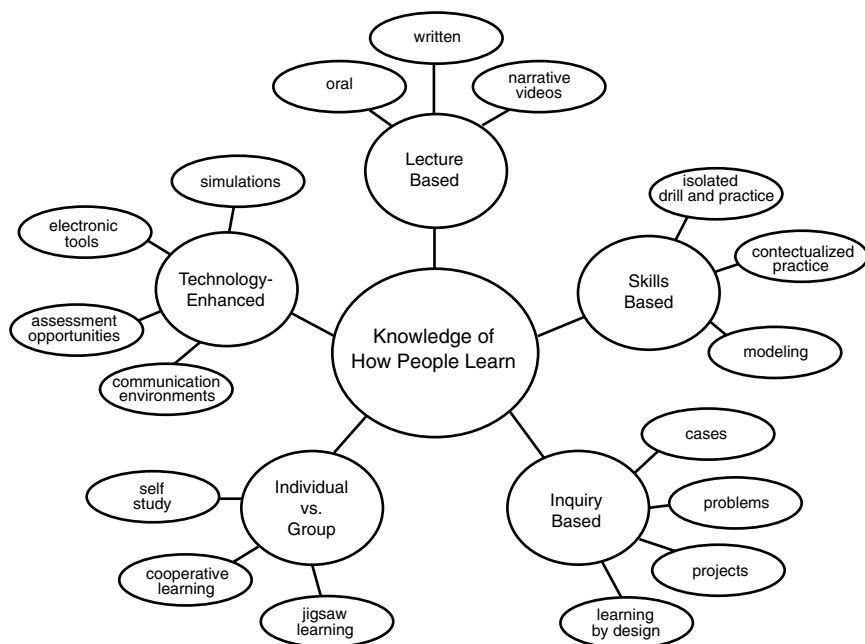 written
oral
narrative
videos
Lecture
Based
simulations
electronic
tools
Technology-
Enhanced
assessment
opportunities
communication
environments
isolated
drill and practice
contectualized
practice
Skills
Based
modeling
Knowledge of
How People Learn
self
study
Individual
vs.
Group
cooperative
learning
jigsaw
learning
cases
Inquiry
Based
problems
projects
learning
by design